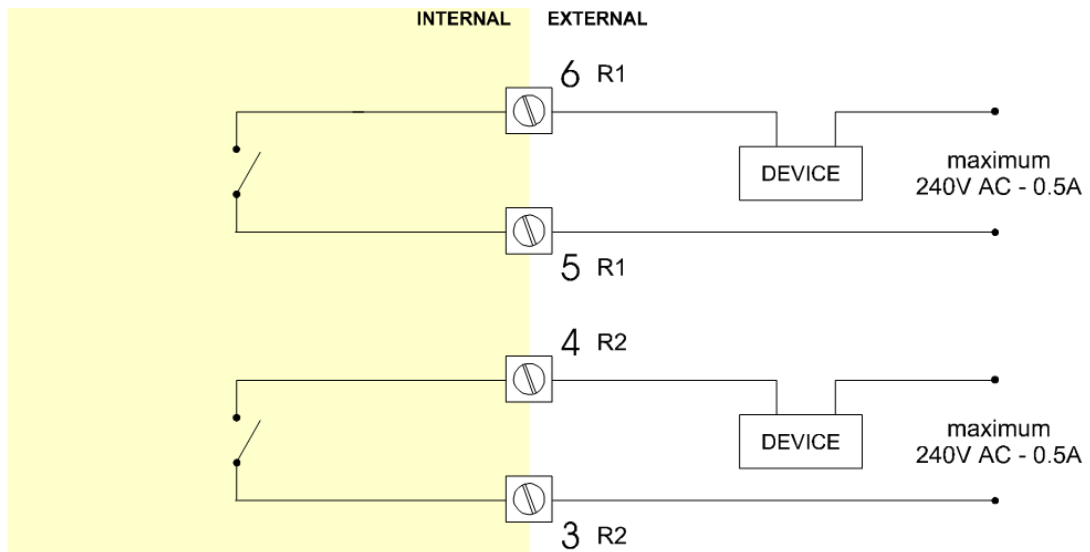 INTERNAL EXTERNAL
6 R1
DEVICE
maximum
240V AC - 0.5A
5 R1
4 R2
DEVICE
maximum
240V AC - 0.5A
3 R2